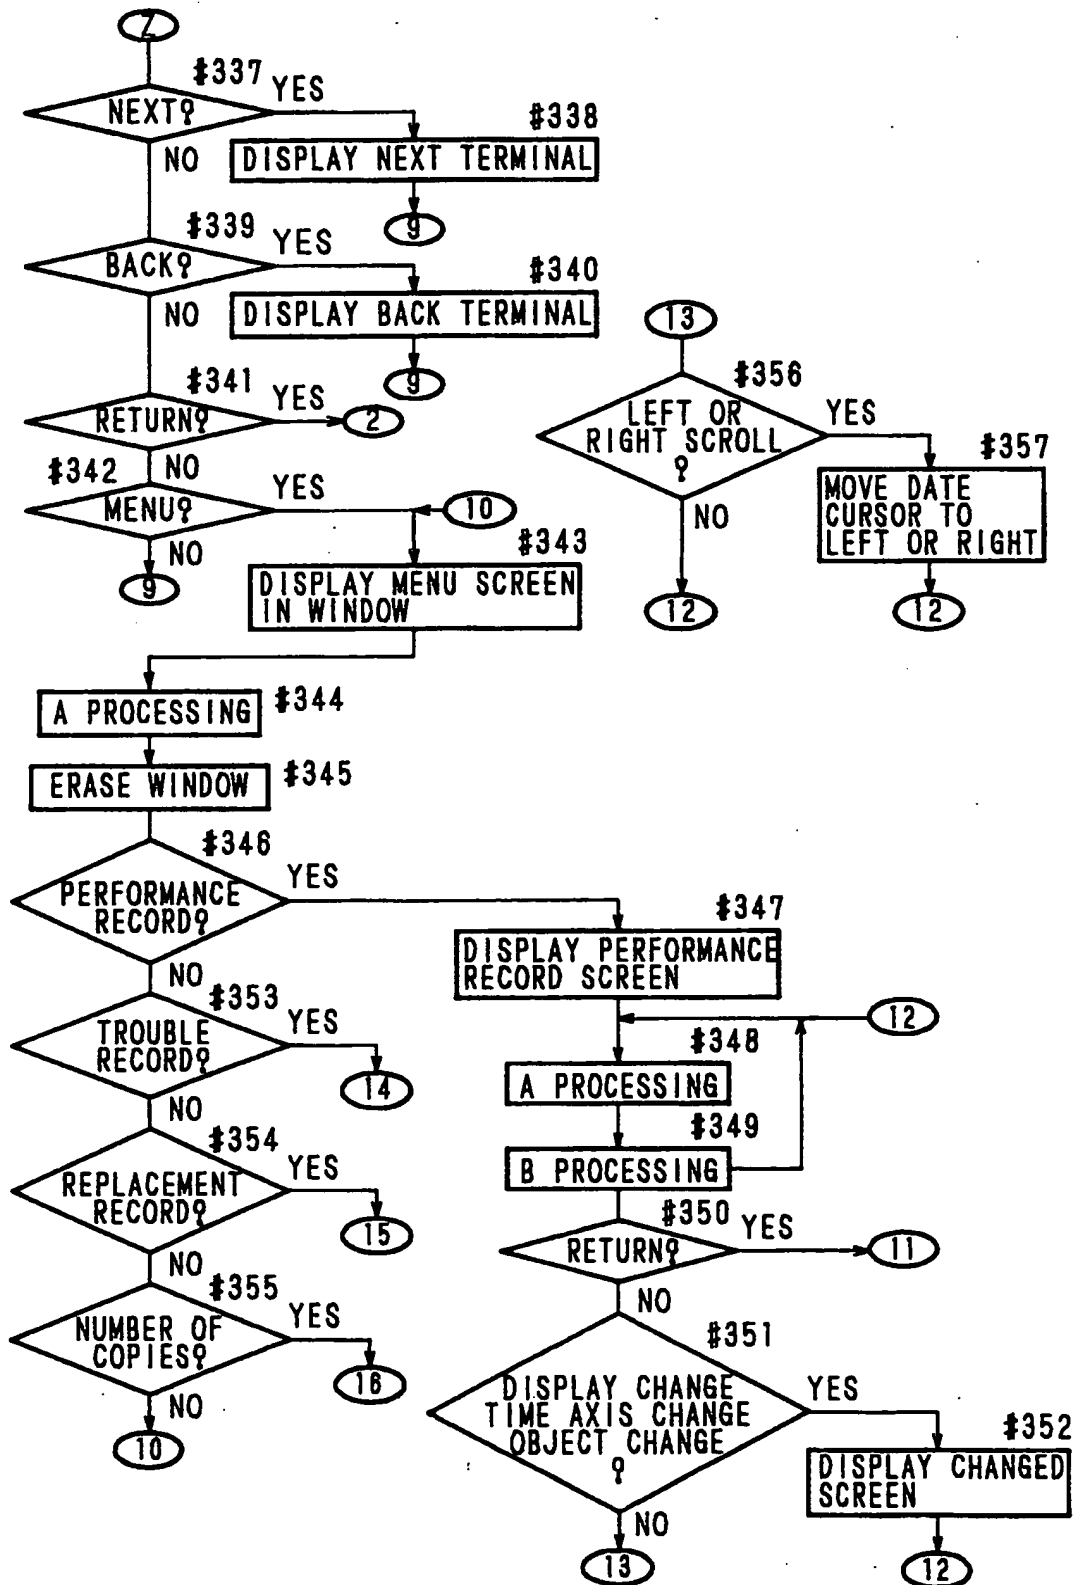 Z
#337
NEXT?
YES
NO
#338
DISPLAY NEXT TERMINAL
9
#339
BACK?
YES
NO
#340
DISPLAY BACK TERMINAL
9
#341
RETURN?
YES
2
NO
#342
MENU?
YES
10
NO
9
#343
DISPLAY MENU SCREEN
IN WINDOW
13
#356
LEFT OR
RIGHT SCROLL
?
YES
NO
12
#357
MOVE DATE
CURSOR TO
LEFT OR RIGHT
12
A PROCESSING
#344
ERASE WINDOW
#345
#346
PERFORMANCE
RECORD?
YES
NO
#353
TROUBLE
RECORD?
YES
14
NO
#354
REPLACEMENT
RECORD?
YES
15
NO
#355
NUMBER OF
COPIES?
YES
16
NO
10
#347
DISPLAY PERFORMANCE
RECORD SCREEN
12
#348
A PROCESSING
#349
B PROCESSING
#350
RETURN?
YES
11
NO
#351
DISPLAY CHANGE
TIME AXIS CHANGE
OBJECT CHANGE
?
YES
NO
13
#352
DISPLAY CHANGED
SCREEN
12